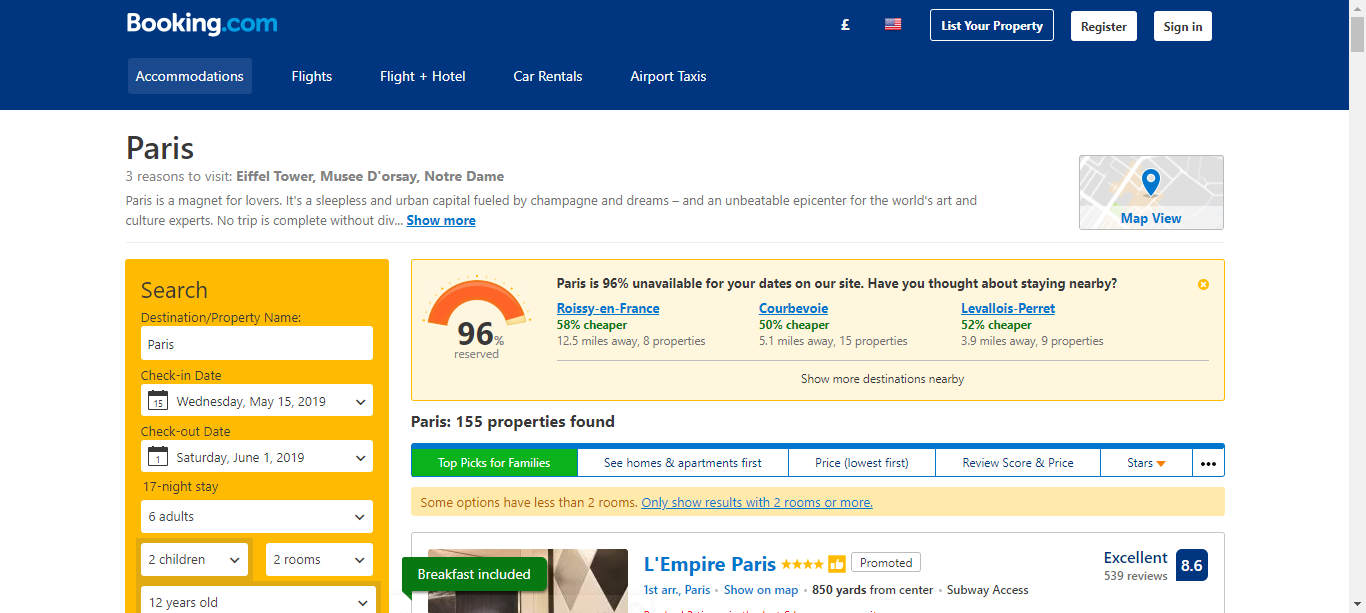 Booking.com
£
List Your Property
Register
Sign in
Accommodations
Flights
Flight + Hotel
Car Rentals
Airport Taxis
Paris
3 reasons to visit: Eiffel Tower, Musee D'orsay, Notre Dame
Paris is a magnet for lovers. It's a sleepless and urban capital fueled by champagne and dreams – and an unbeatable epicenter for the world's art and
culture experts. No trip is complete without div... Show more
Map View
Search
Destination/Property Name:
Paris
Check-in Date
15
Wednesday, May 15, 2019
Check-out Date
1
Saturday, June 1, 2019
17-night stay
6 adults
2 children
2 rooms
12 years old
96%
reserved
Paris is 96% unavailable for your dates on our site. Have you thought about staying nearby?
Roissy-en-France
58% cheaper
12.5 miles away, 8 properties
Courbevoie
50% cheaper
5.1 miles away, 15 properties
Levallois-Perret
52% cheaper
3.9 miles away, 9 properties
Show more destinations nearby
Paris: 155 properties found
Top Picks for Families
See homes & apartments first
Price (lowest first)
Review Score & Price
Stars
Some options have less than 2 rooms. Only show results with 2 rooms or more.
Breakfast included
L'Empire Paris
Promoted
1st arr., Paris • Show on map • 850 yards from center • Subway Access
Excellent
539 reviews
8.6